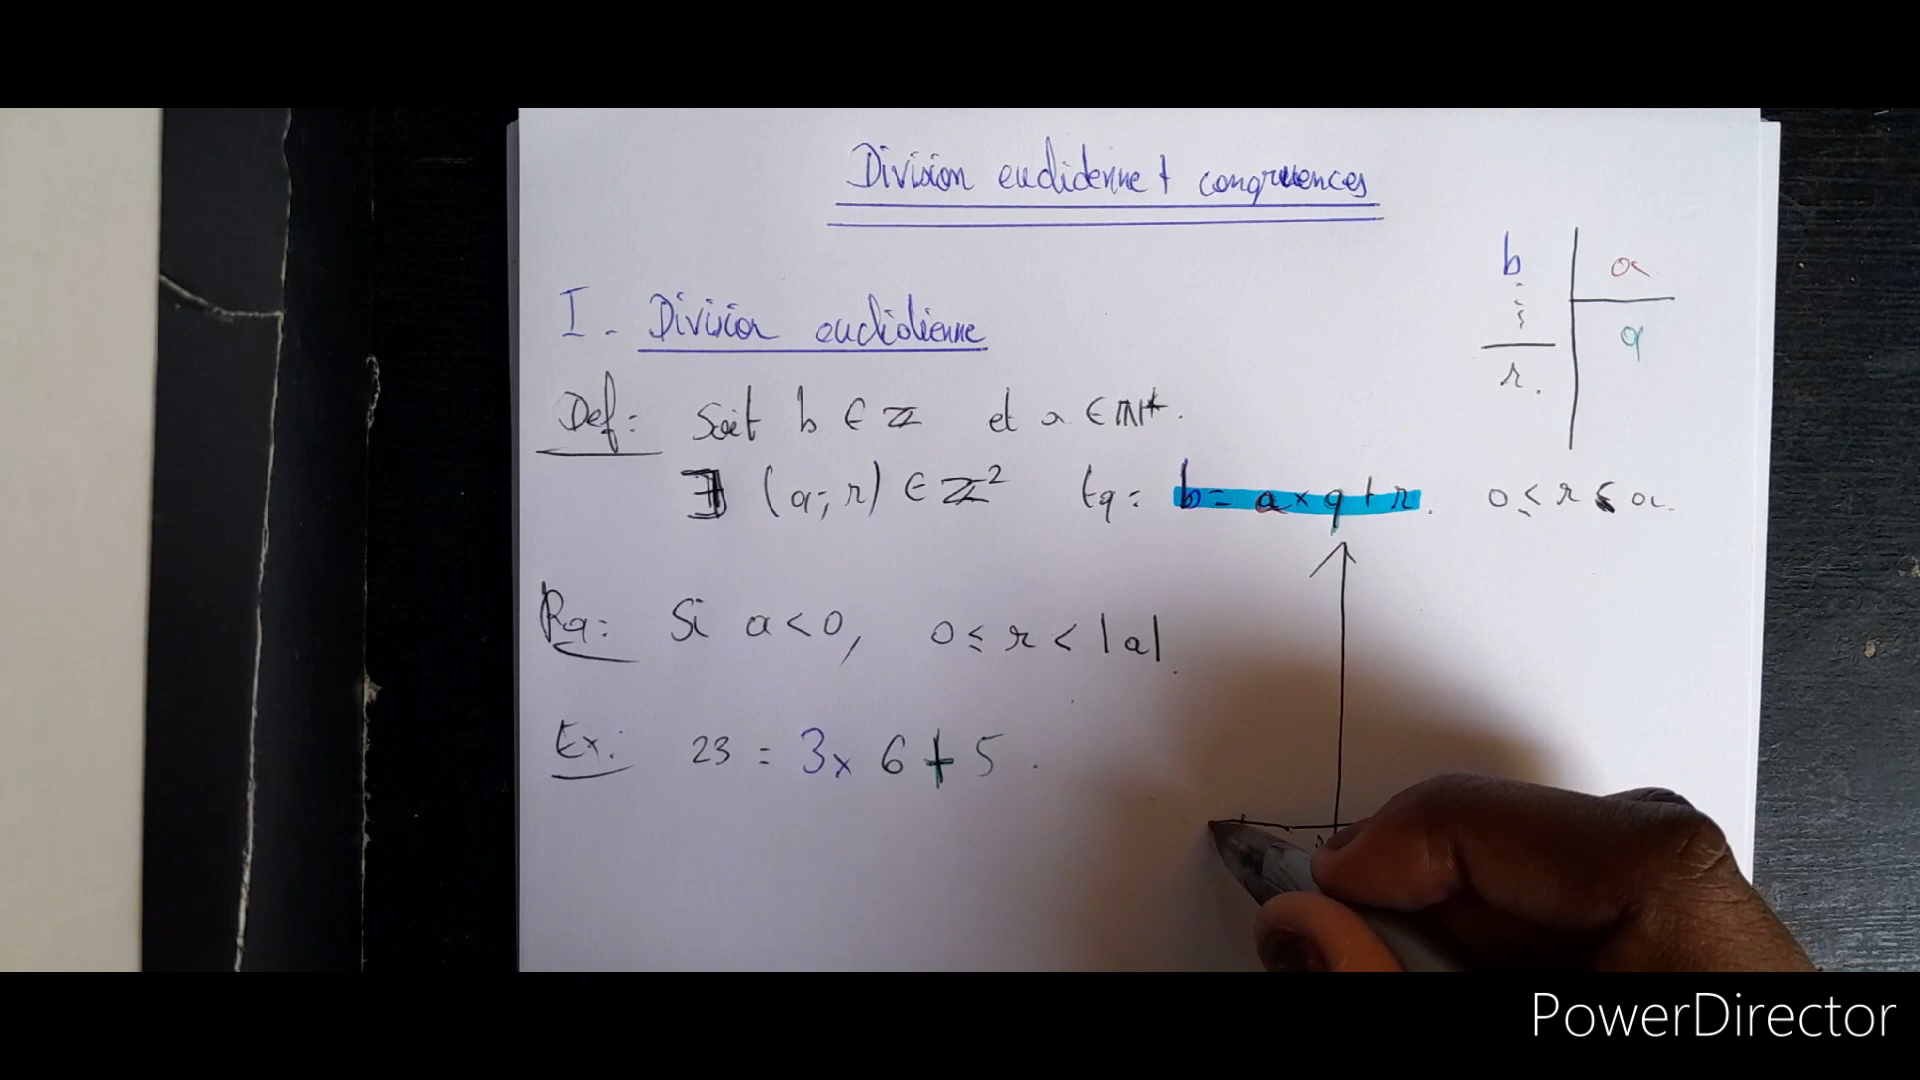 Division euclidenne + congruences
b | a
r. | q
I - Division euclidienne
Def: Soit b ∈ ℤ et a ∈ ℕ*.
∃ (q; r) ∈ ℤ² tq: b = a × q + r. 0 ≤ r < a.
Rq: Si a < 0, 0 ≤ r < |a|.
Ex: 23 = 3 × 6 + 5.
PowerDirector